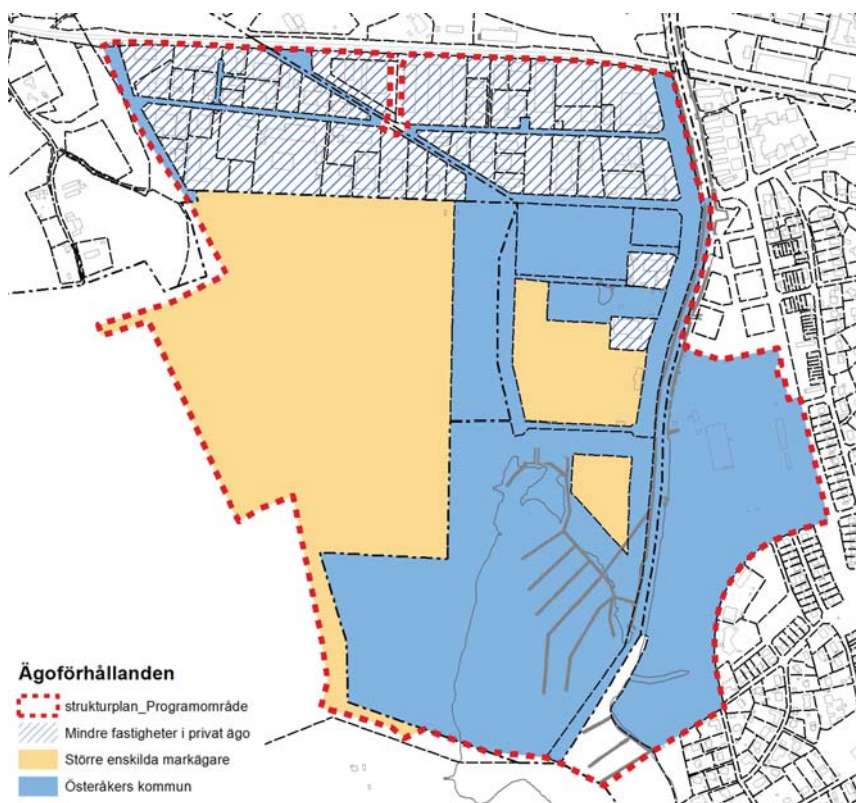 Ägoförhållanden
strukturplan_Programområde
Mindre fastigheter i privat ägo
Större enskilda markägare
Österåkers kommun